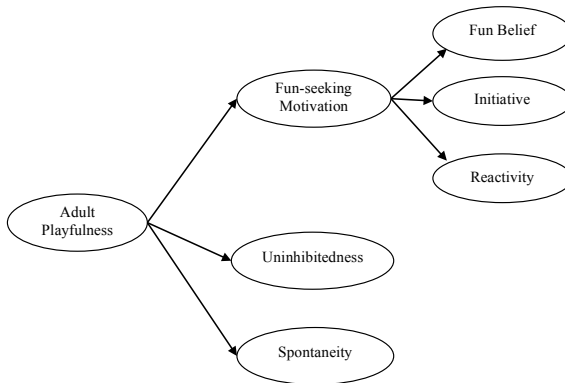 Fun Belief
Fun-seeking
Motivation
Initiative
Reactivity
Adult
Playfulness
Uninhibitedness
Spontaneity